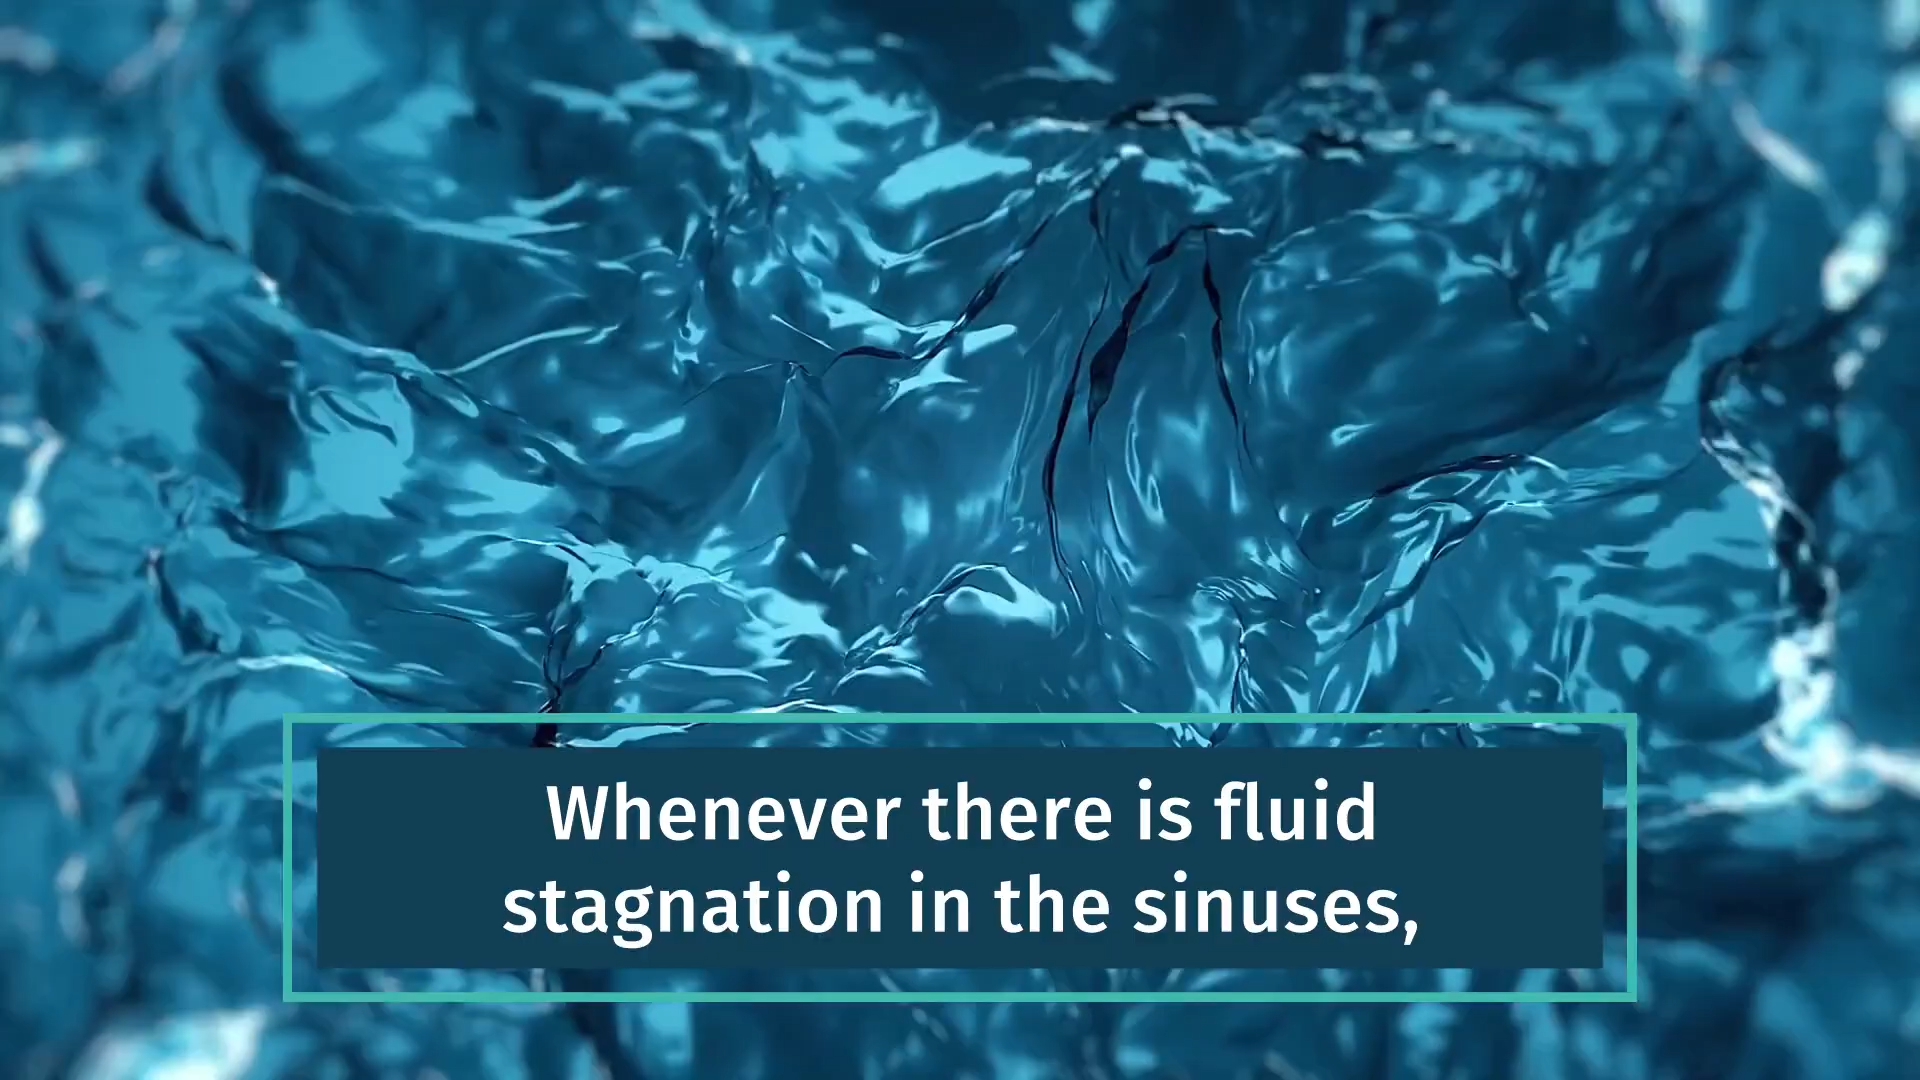 Whenever there is fluid
stagnation in the sinuses,